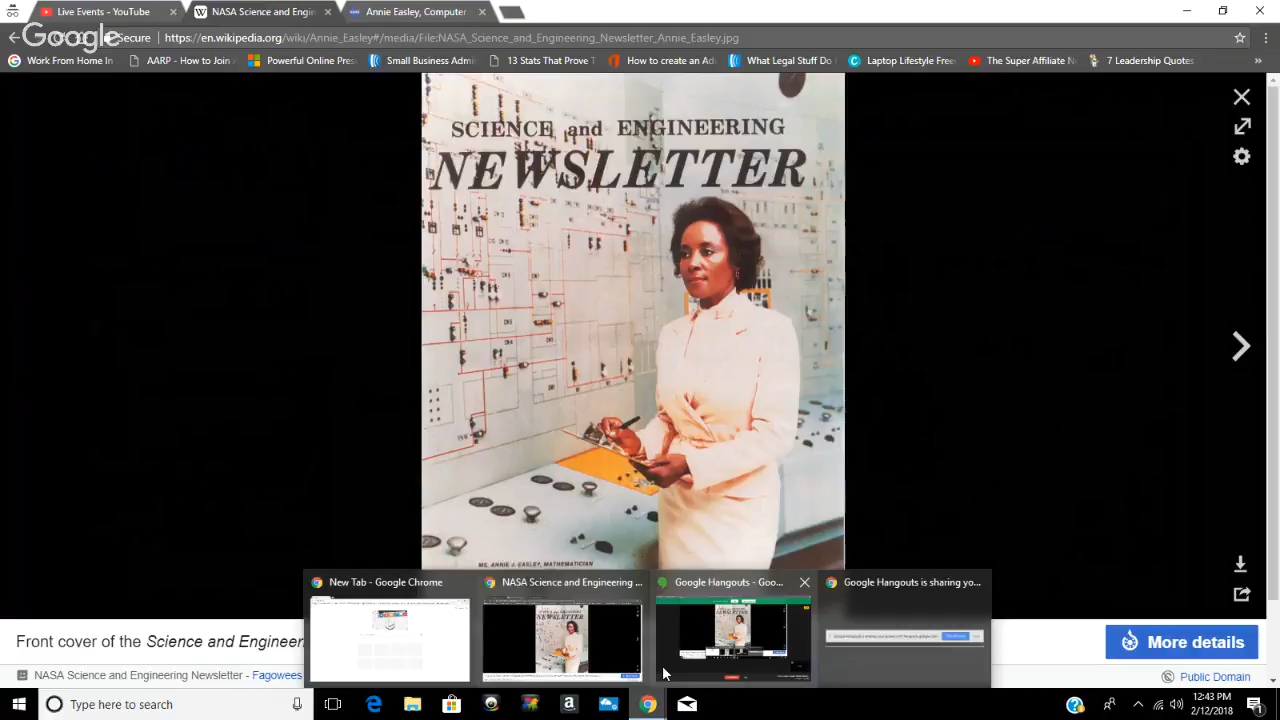 Live Events - YouTube
NASA Science and Engi
Annie Easley, Computer
Google
Secure
https://en.wikipedia.org/wiki/Annie_Easley#/media/File:NASA_Science_and_Engineering_Newsletter_Annie_Easley.jpg
Work From Home In
VOP - How to Join
Word Online Pres
Small Business Adm
13 Stats That Prove T
How to create an Ad
What Legal Stuff Do
Laptop Lifestyle Free
The Super Affiliate N
7 Leadership Quotes
SCIENCE and ENGINEERING
NEWSLETTER
MS. ANNIE J. EASLEY, MATHEMATICIAN
New Tab - Google Chrome
NASA Science and Engineering ...
Google Hangouts - Goo...
Google Hangouts is sharing yo...
NEWSLETTER
NEWSLETTER
Front cover of the Science and Engineer
More details
NASA Science and Engineering Newsletter - Fagopres
Public Domain
Type here to search
12:43 PM
2/12/2018